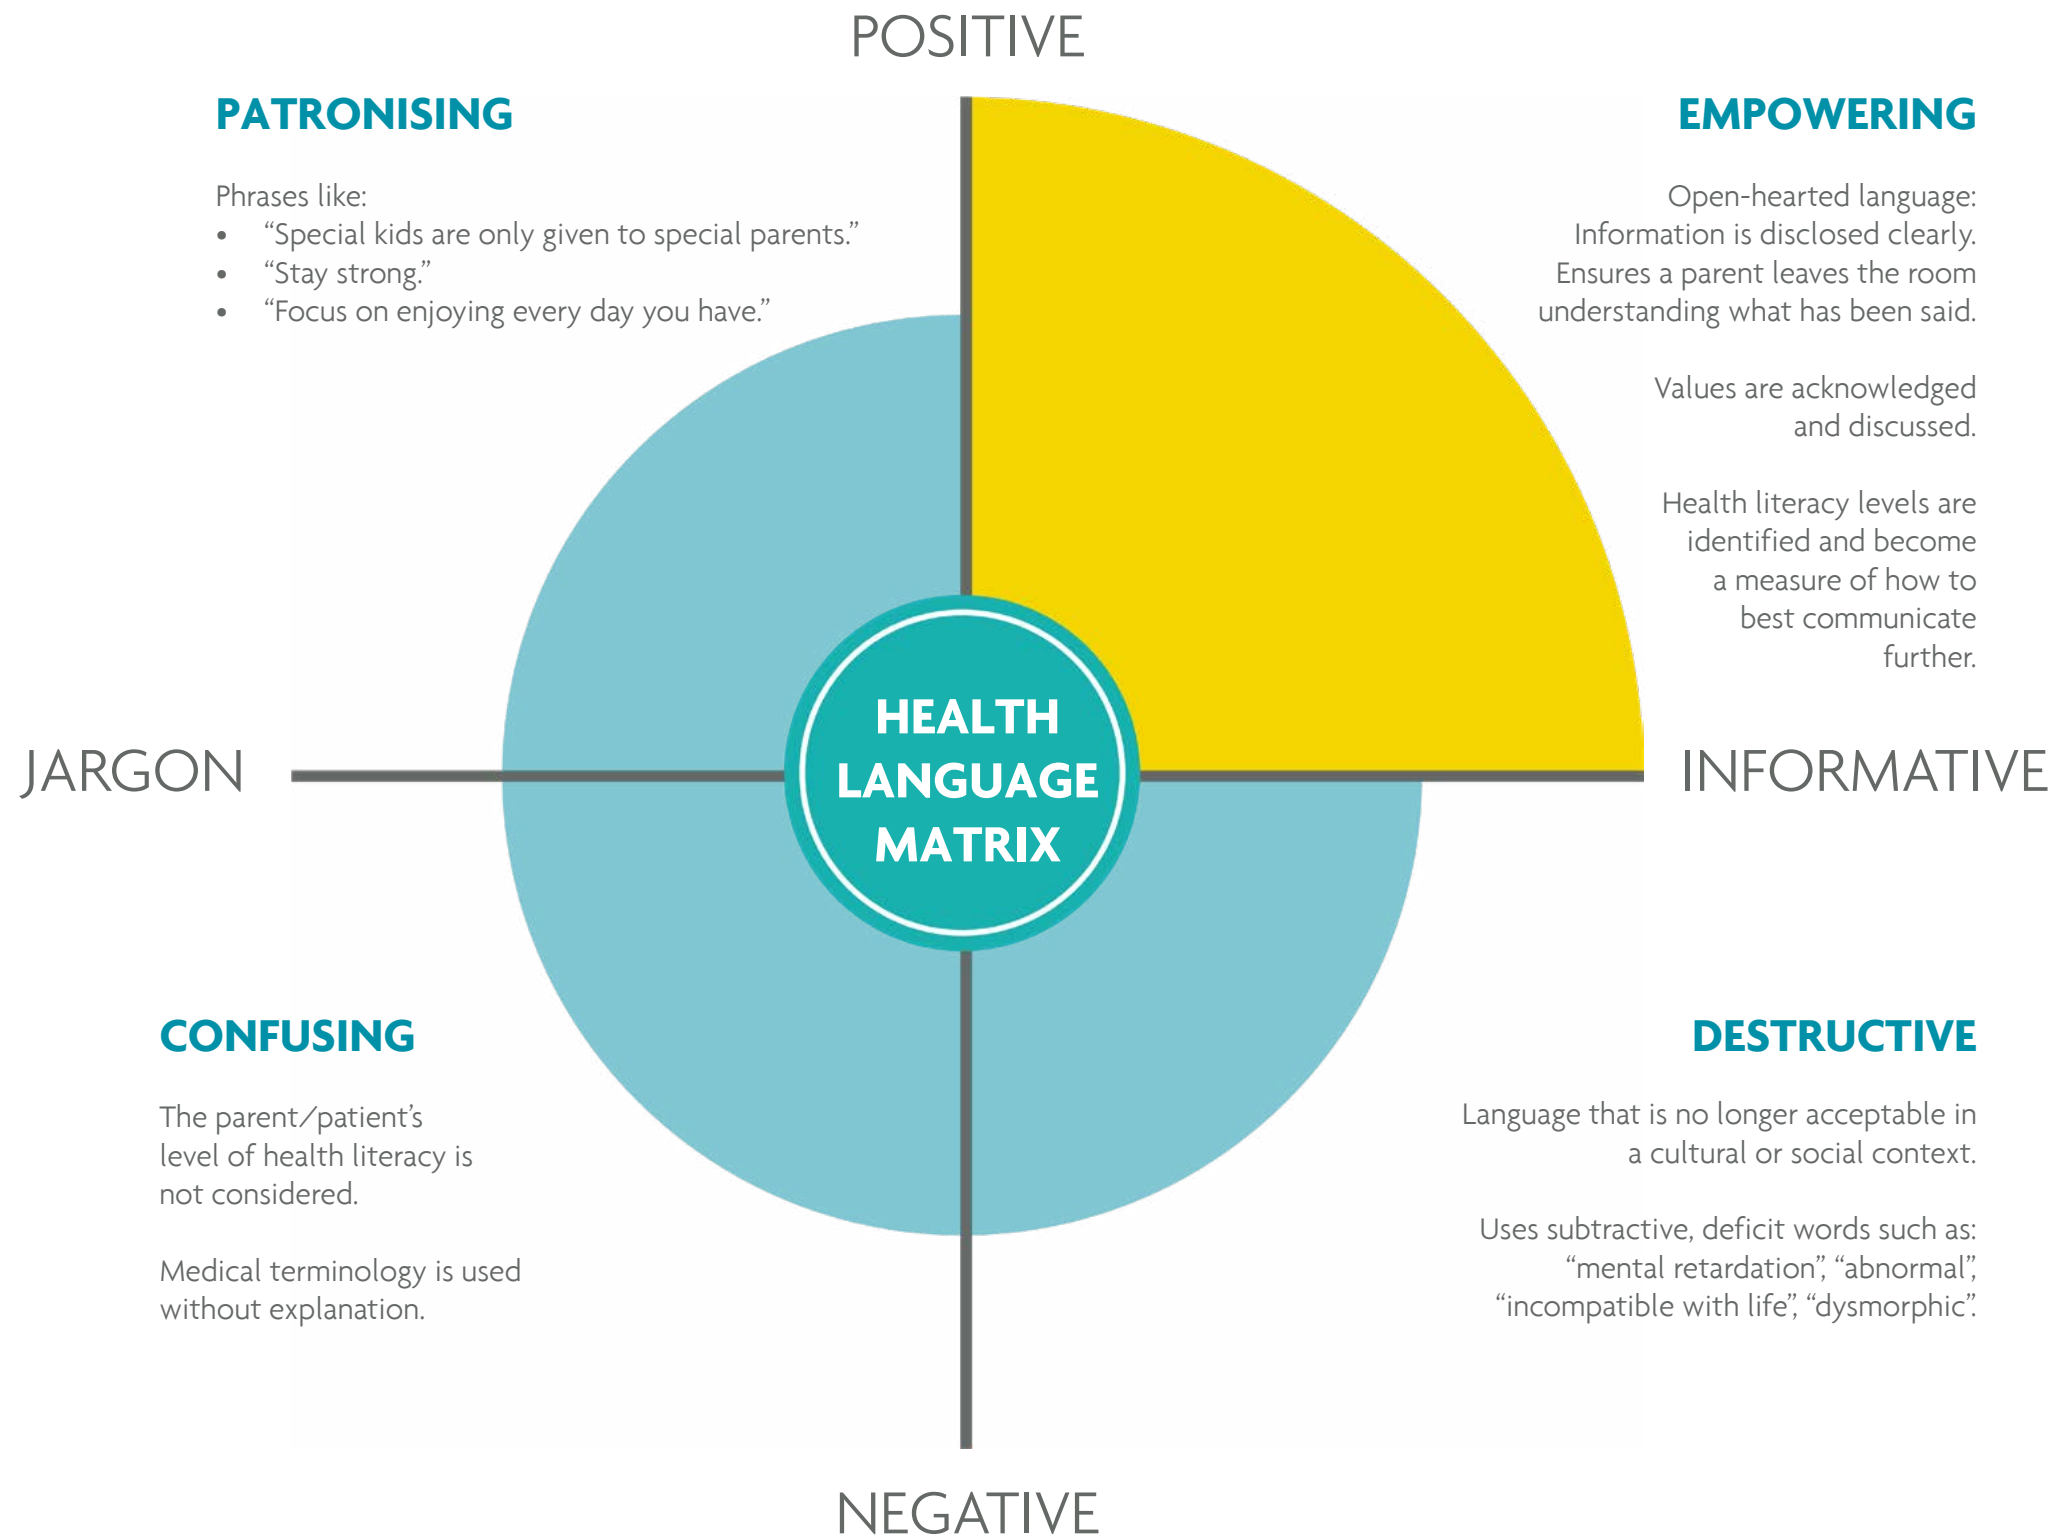 POSITIVE
PATRONISING
Phrases like:
• “Special kids are only given to special parents.”
• “Stay strong.”
• “Focus on enjoying every day you have.”
EMPOWERING
Open-hearted language:
Information is disclosed clearly.
Ensures a parent leaves the room
understanding what has been said.
Values are acknowledged
and discussed.
Health literacy levels are
identified and become
a measure of how to
best communicate
further.
JARGON
HEALTH
LANGUAGE
MATRIX
INFORMATIVE
CONFUSING
The parent/patient’s
level of health literacy is
not considered.
Medical terminology is used
without explanation.
DESTRUCTIVE
Language that is no longer acceptable in
a cultural or social context.
Uses subtractive, deficit words such as:
“mental retardation”, “abnormal”,
“incompatible with life”, “dysmorphic”.
NEGATIVE